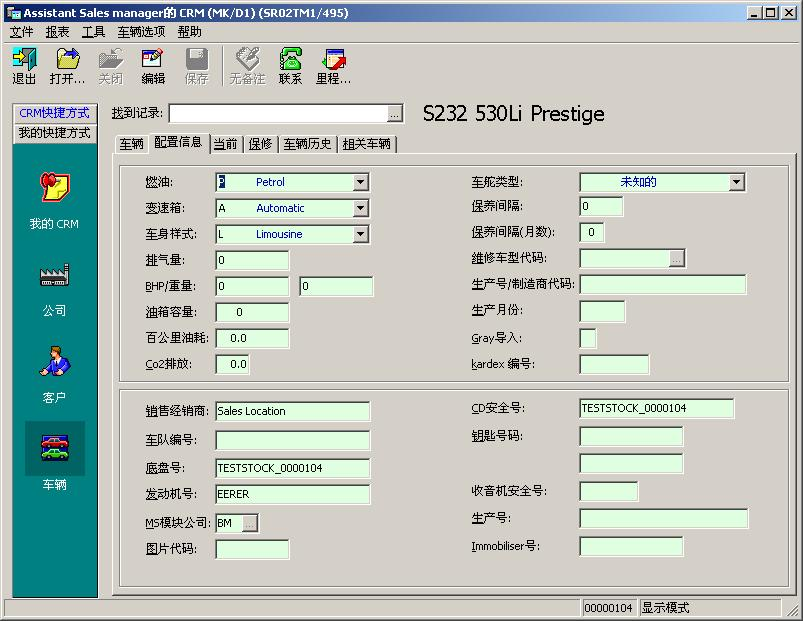 Assistant Sales manager的 CRM (MK/D1) (SR02TM1/495)
文件 报表 工具 车辆选项 帮助
退出 打开... 关闭 编辑 保存 无备注 联系 里程...
CRM快捷方式
我的快捷方式
我的 CRM
公司
客户
车辆
找到记录: ...
S232 530Li Prestige
车辆 配置信息 当前 保修 车辆历史 相关车辆
燃油: P Petrol
变速箱: A Automatic
车身样式: L Limousine
排气量: 0
BHP/重量: 0 0
油箱容量: 0
百公里油耗: 0.0
Co2排放: 0.0
车舵类型: 未知的
保养间隔: 0
保养间隔(月数): 0
维修车型代码: ...
生产号/制造商代码:
生产月份:
Gray导入:
kardex 编号:
销售经销商: Sales Location
车队编号:
底盘号: TESTSTOCK_0000104
发动机号: EERER
MS模块公司: BM ...
图片代码:
CD安全号: TESTSTOCK_0000104
钥匙号码:
收音机安全号:
生产号:
Immobiliser号:
00000104 显示模式